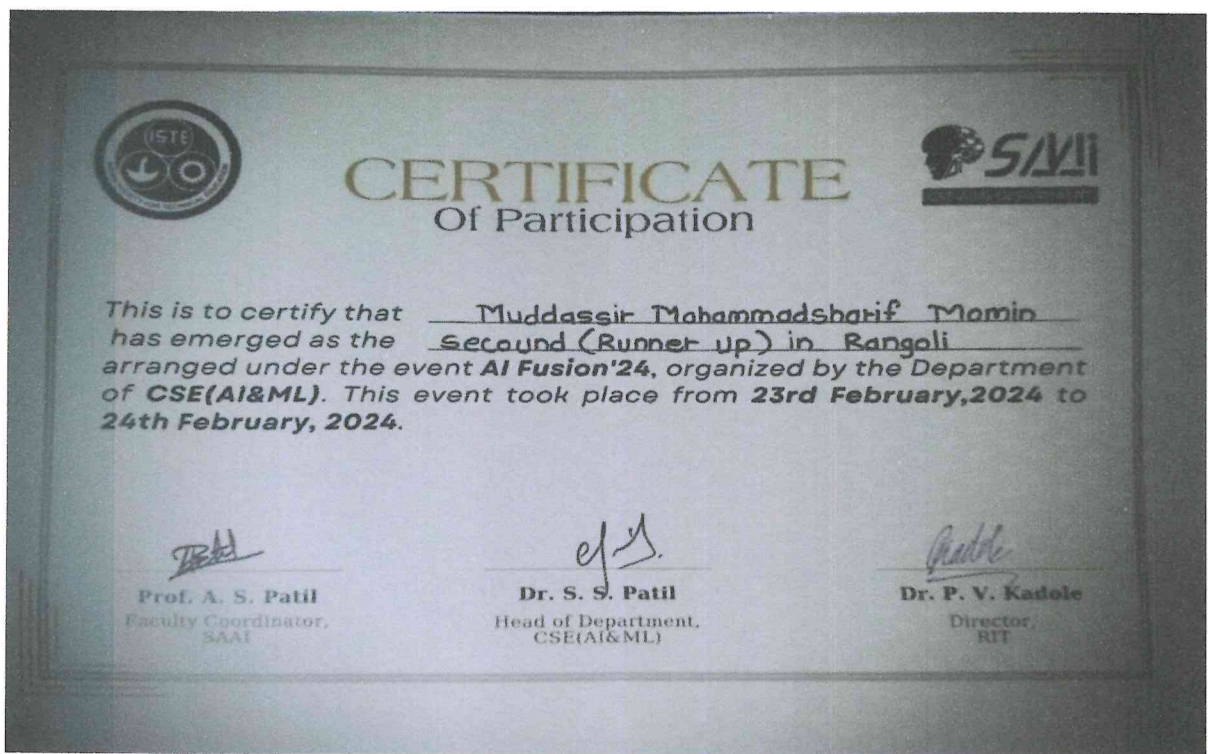 ISTE
SAAI
CERTIFICATE
Of Participation
This is to certify that Muddassir Mohammadsharif Momin
has emerged as the secound (Runner up) in Rangoli
arranged under the event AI Fusion'24, organized by the Department
of CSE(AI&ML). This event took place from 23rd February,2024 to
24th February, 2024.
Prof. A. S. Patil Dr. S. S. Patil Dr. P. V. Kadole
Faculty Coordinator, Head of Department, Director,
SAAI CSE(AI&ML) RIT